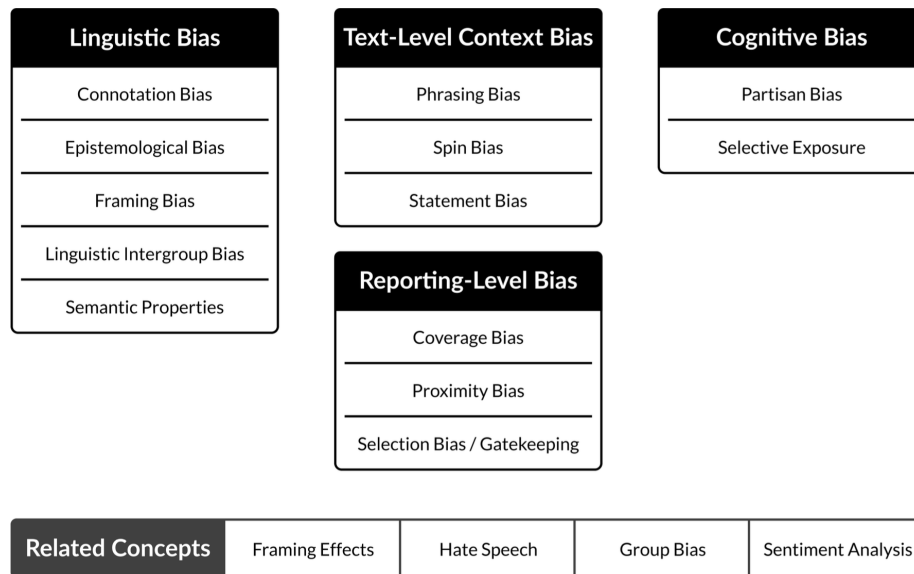 Linguistic Bias
Connotation Bias
Epistemological Bias
Framing Bias
Linguistic Intergroup Bias
Semantic Properties
Text-Level Context Bias
Phrasing Bias
Spin Bias
Statement Bias
Reporting-Level Bias
Coverage Bias
Proximity Bias
Selection Bias / Gatekeeping
Cognitive Bias
Partisan Bias
Selective Exposure
Related Concepts
Framing Effects
Hate Speech
Group Bias
Sentiment Analysis